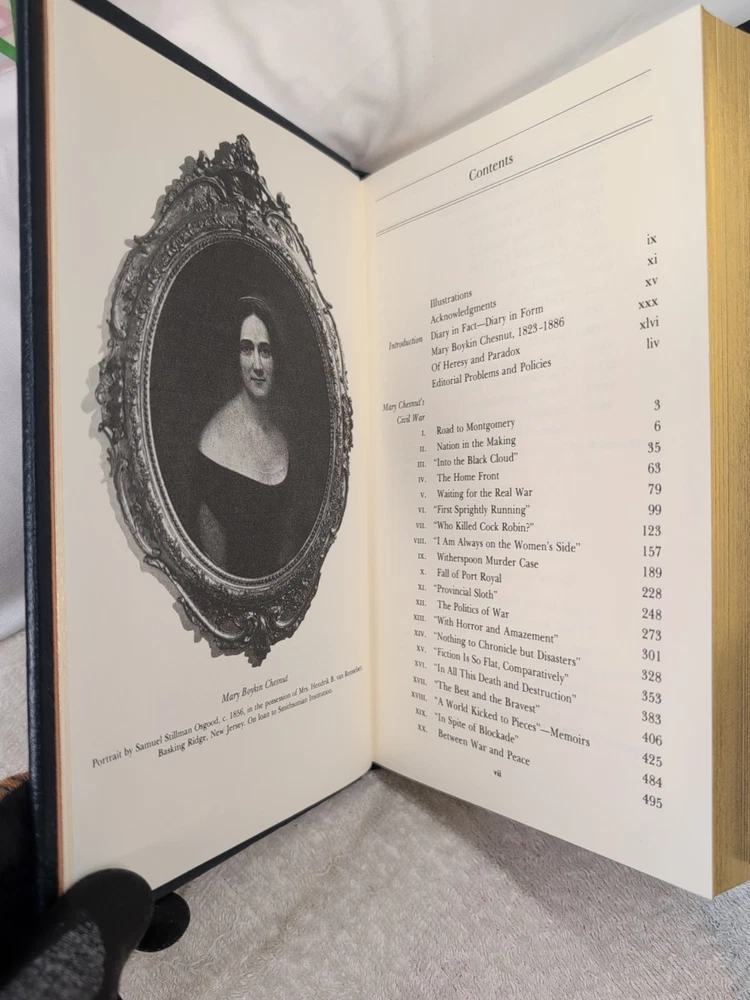 Mary Boykin Chesnut
Portrait by Samuel Stillman Osgood, c. 1856, in the possession of Mrs. Hendrik B. van Rensselaer,
Basking Ridge, New Jersey. On loan to Smithsonian Institution.
Contents
Illustrations ix
Acknowledgments xi
Introduction Diary in Fact—Diary in Form xv
Mary Boykin Chesnut, 1823–1886 xxx
Of Heresy and Paradox xlvi
Editorial Problems and Policies liv
Mary Chesnut's
Civil War
I. Road to Montgomery 3
II. Nation in the Making 6
III. "Into the Black Cloud" 35
IV. The Home Front 63
V. Waiting for the Real War 79
VI. "First Sprightly Running" 99
VII. "Who Killed Cock Robin?" 123
VIII. "I Am Always on the Women's Side" 157
IX. Witherspoon Murder Case 189
X. Fall of Port Royal 228
XI. "Provincial Sloth" 248
XII. The Politics of War 273
XIII. "With Horror and Amazement" 301
XIV. "Nothing to Chronicle but Disasters" 328
XV. "Fiction Is So Flat, Comparatively" 353
XVI. "In All This Death and Destruction" 383
XVII. "The Best and the Bravest" 406
XVIII. "A World Kicked to Pieces"—Memoirs 425
XIX. "In Spite of Blockade" 484
XX. Between War and Peace 495
vii